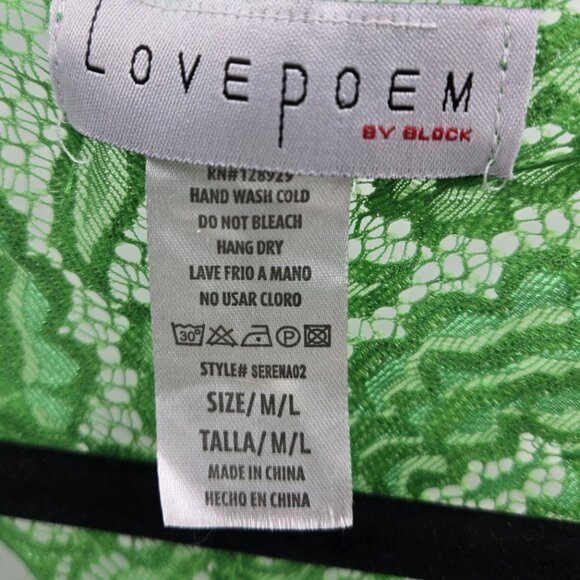 LOVEPOEM
BY BLOCK
RN#128929
HAND WASH COLD
DO NOT BLEACH
HANG DRY
LAVE FRIO A MANO
NO USAR CLORO
30°
P
STYLE# SERENA02
SIZE/ M/L
TALLA/ M/L
MADE IN CHINA
HECHO EN CHINA